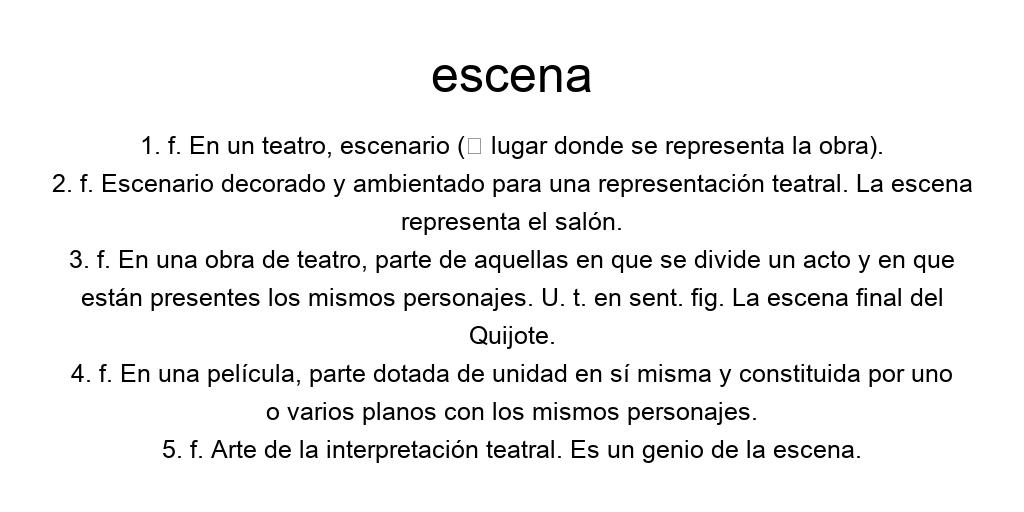 escena
1. f. En un teatro, escenario (▯ lugar donde se representa la obra).
2. f. Escenario decorado y ambientado para una representación teatral. La escena
representa el salón.
3. f. En una obra de teatro, parte de aquellas en que se divide un acto y en que
están presentes los mismos personajes. U. t. en sent. fig. La escena final del
Quijote.
4. f. En una película, parte dotada de unidad en sí misma y constituida por uno
o varios planos con los mismos personajes.
5. f. Arte de la interpretación teatral. Es un genio de la escena.